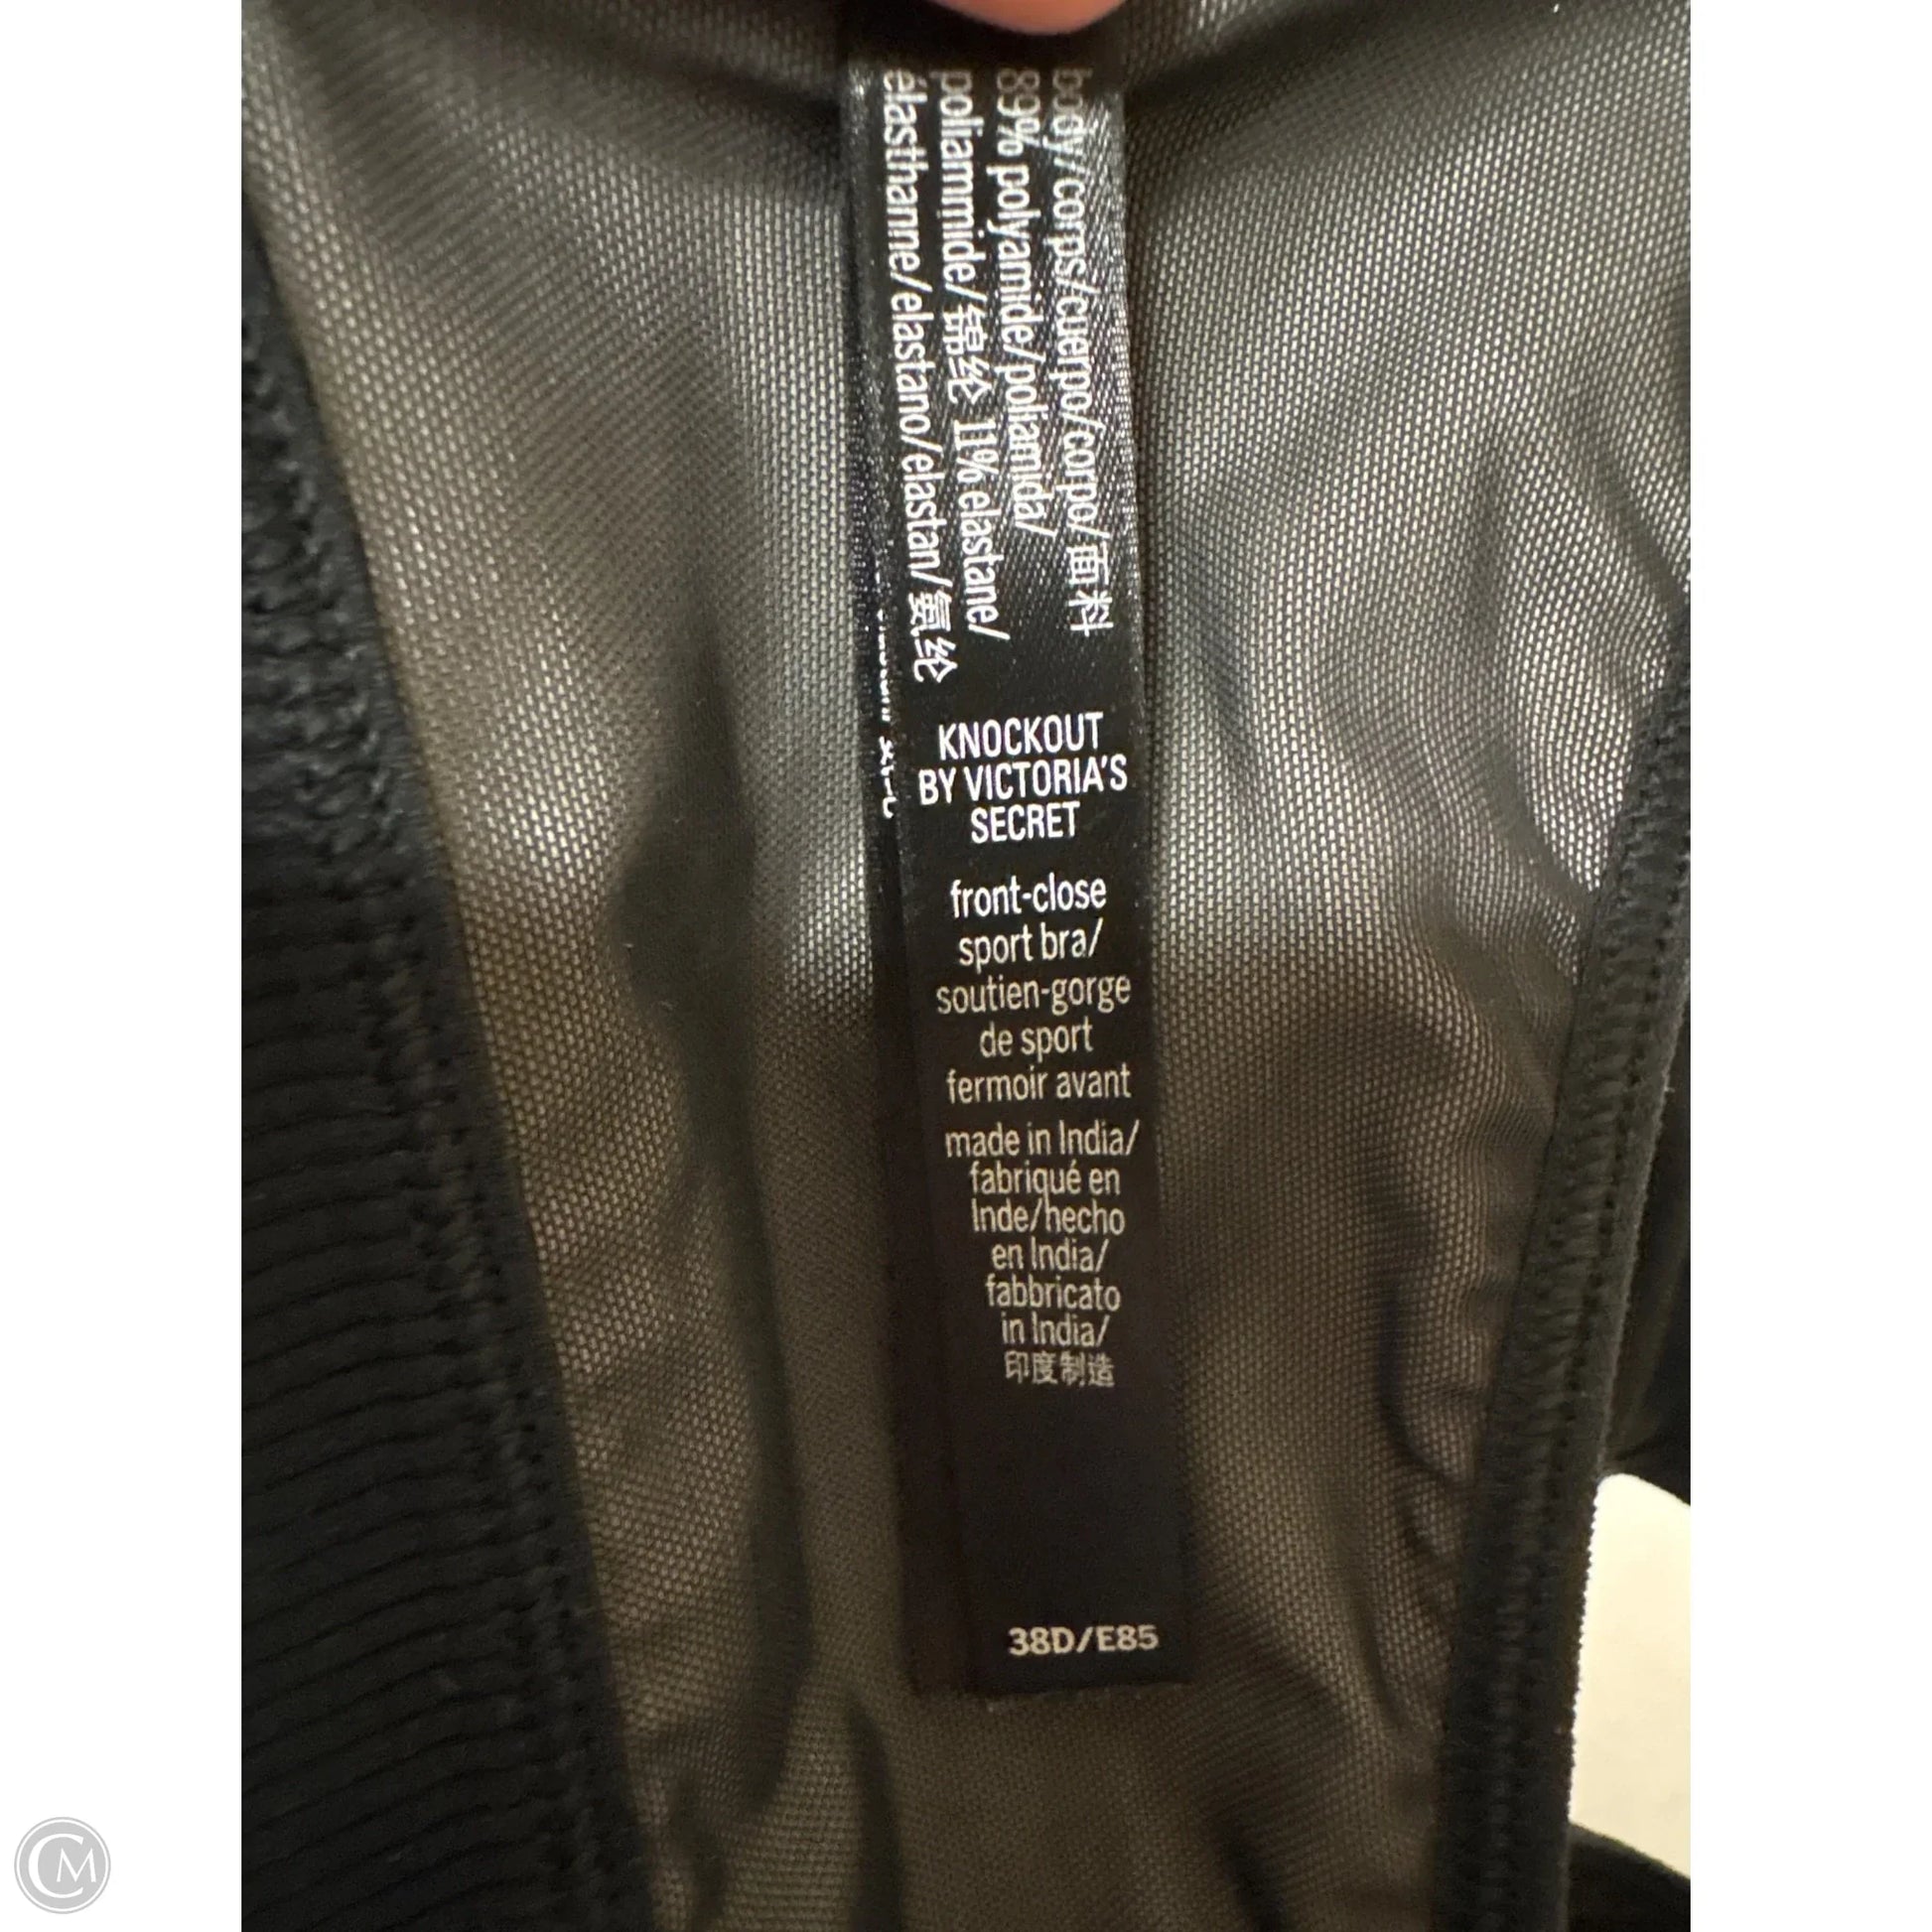 body/corps/cuerpo/corpo/面料
89% polyamide/poliamida/
poliammide/锦纶 11% elastane/
élasthanne/elastano/elastan/氨纶
KNOCKOUT
BY VICTORIA'S
SECRET
front-close
sport bra/
soutien-gorge
de sport
fermoir avant
made in India/
fabriqué en
Inde/hecho
en India/
fabbricato
in India/
印度制造
38D/E85
CM